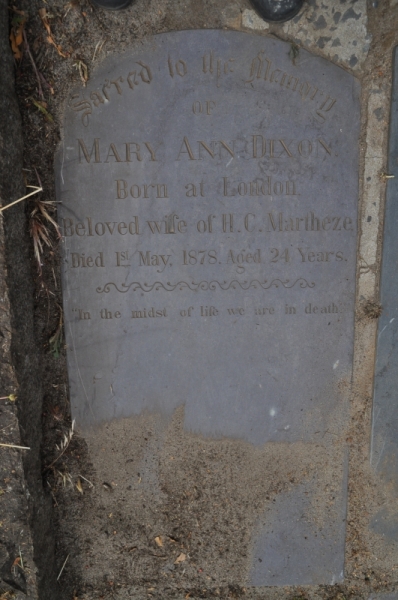 Sacred to the Memory
OF
MARY ANN DIXON
Born at London.
Beloved wife of H. C. Martheze
Died 1st May, 1878, Aged 24 Years.
In the midst of life we are in death